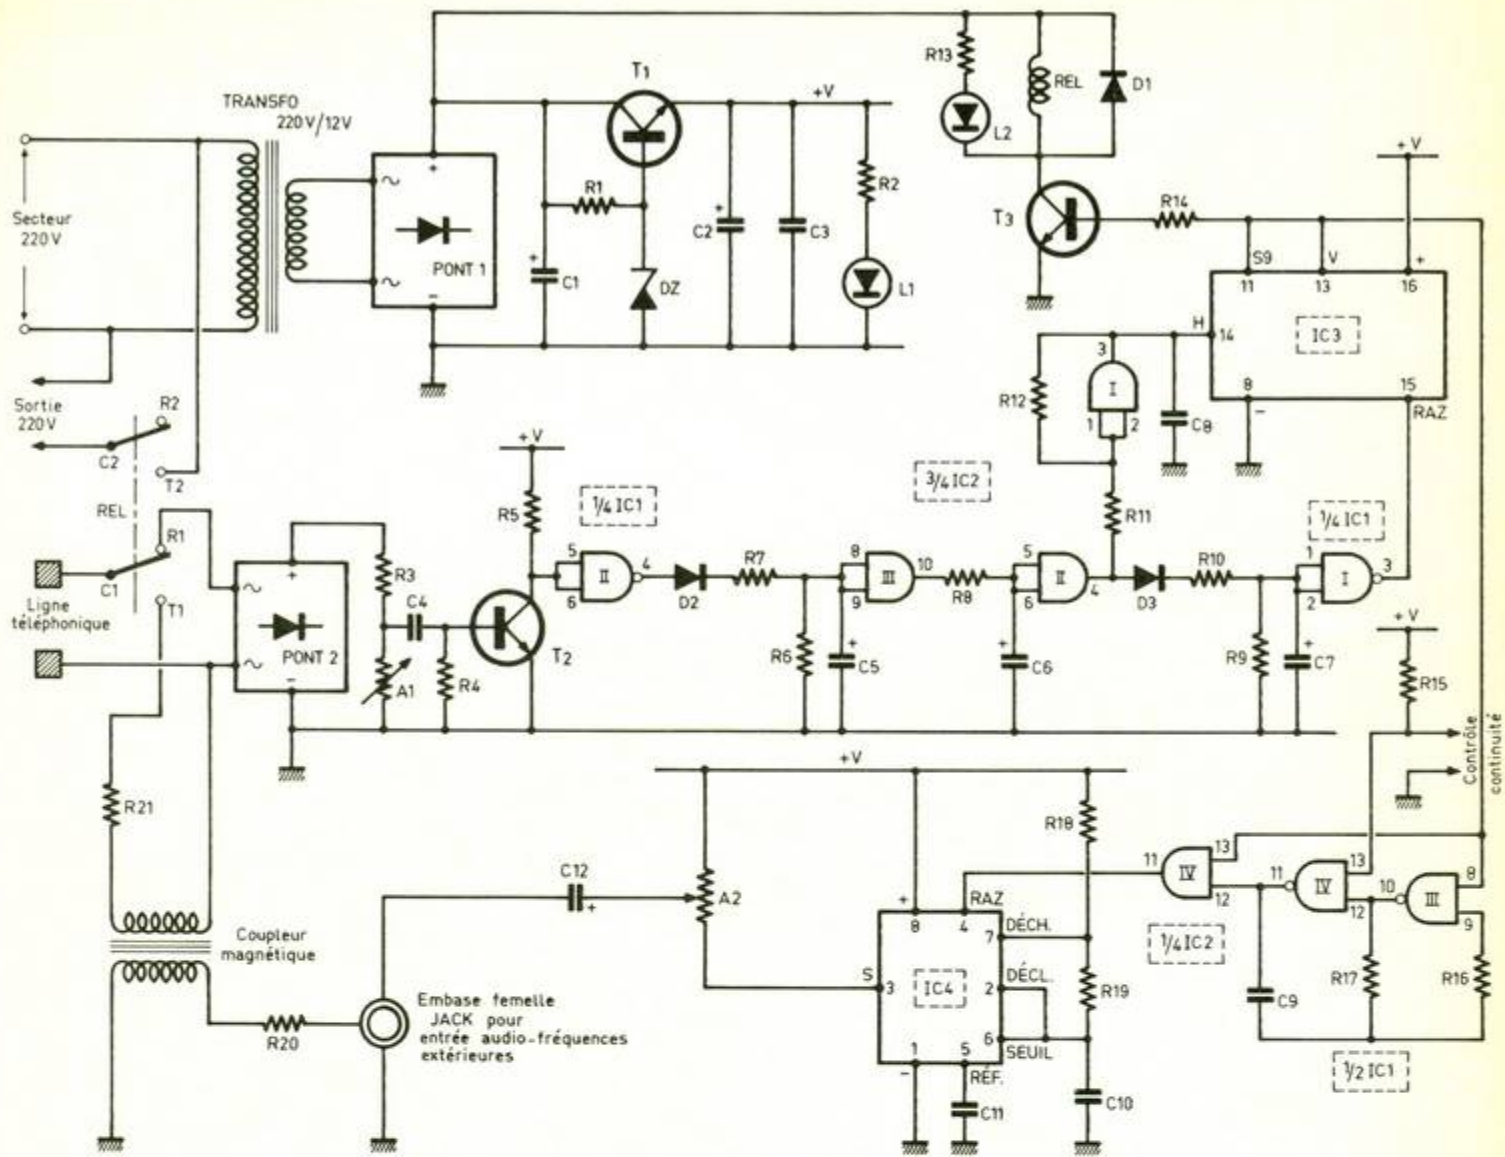 TRANSFO
220V/12V
Secteur
220 V
Sortie
220V
R2
C2
T2
REL
R1
C1
T1
Ligne
téléphonique
~
+
~
-
PONT 1
T1
R1
+
C1
DZ
+
C2
C3
+V
R2
L1
R13
L2
REL
D1
T3
R14
+V
S9
V
+
11
13
16
H
14
IC3
8
-
15
RAZ
R12
3
I
1
2
C8
R11
~
+
~
-
PONT 2
R3
C4
A1
R4
+V
R5
T2
1/4 IC1
5
6
II
4
D2
R7
R6
+
C5
8
9
III
10
R8
3/4 IC2
5
6
II
4
+
C6
D3
R10
R9
+
C7
1/4 IC1
1
2
I
3
+V
R15
Contrôle
continuité
R21
Coupleur
magnétique
R20
Embase femelle
JACK pour
entrée audio-fréquences
extérieures
C12
+
A2
+V
R18
+
8
RAZ
4
DÉCH.
7
S
3
IC4
DÉCL.
2
R19
6
SEUIL
1
-
5
RÉF.
C11
C10
11
IV
13
12
1/4 IC2
C9
11
IV
13
12
10
III
8
9
R17
R16
1/2 IC1